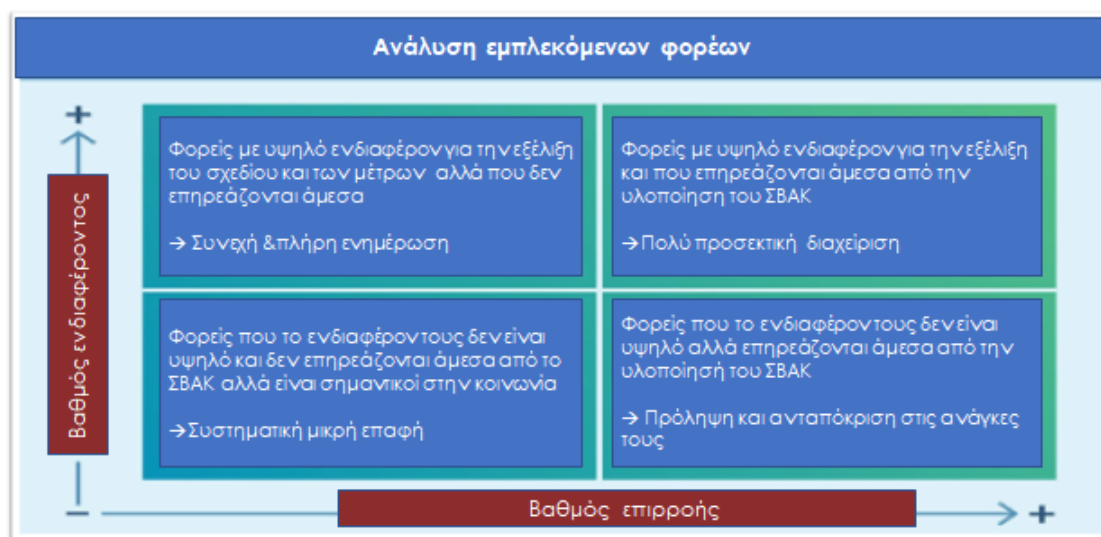 Ανάλυση εμπλεκόμενων φορέων
+
Βαθμός ενδιαφέροντος
Φορείς με υψηλό ενδιαφέρον για την εξέλιξη
του σχεδίου και των μέτρων αλλά που δεν
επηρεάζονται άμεσα
→ Συνεχή &πλήρη ενημέρωση
Φορείς με υψηλό ενδιαφέρον για την εξέλιξη
και που επηρεάζονται άμεσα από την
υλοποίηση του ΣΒΑΚ
→Πολύ προσεκτική διαχείριση
Φορείς που το ενδιαφέρον τους δεν είναι
υψηλό και δεν επηρεάζονται άμεσα από το
ΣΒΑΚ αλλά είναι σημαντικοί στην κοινωνία
→Συστηματική μικρή επαφή
Φορείς που το ενδιαφέρον τους δεν είναι
υψηλό αλλά επηρεάζονται άμεσα από την
υλοποίησή του ΣΒΑΚ
→ Πρόληψη και ανταπόκριση στις ανάγκες
τους
–
Βαθμός επιρροής
+